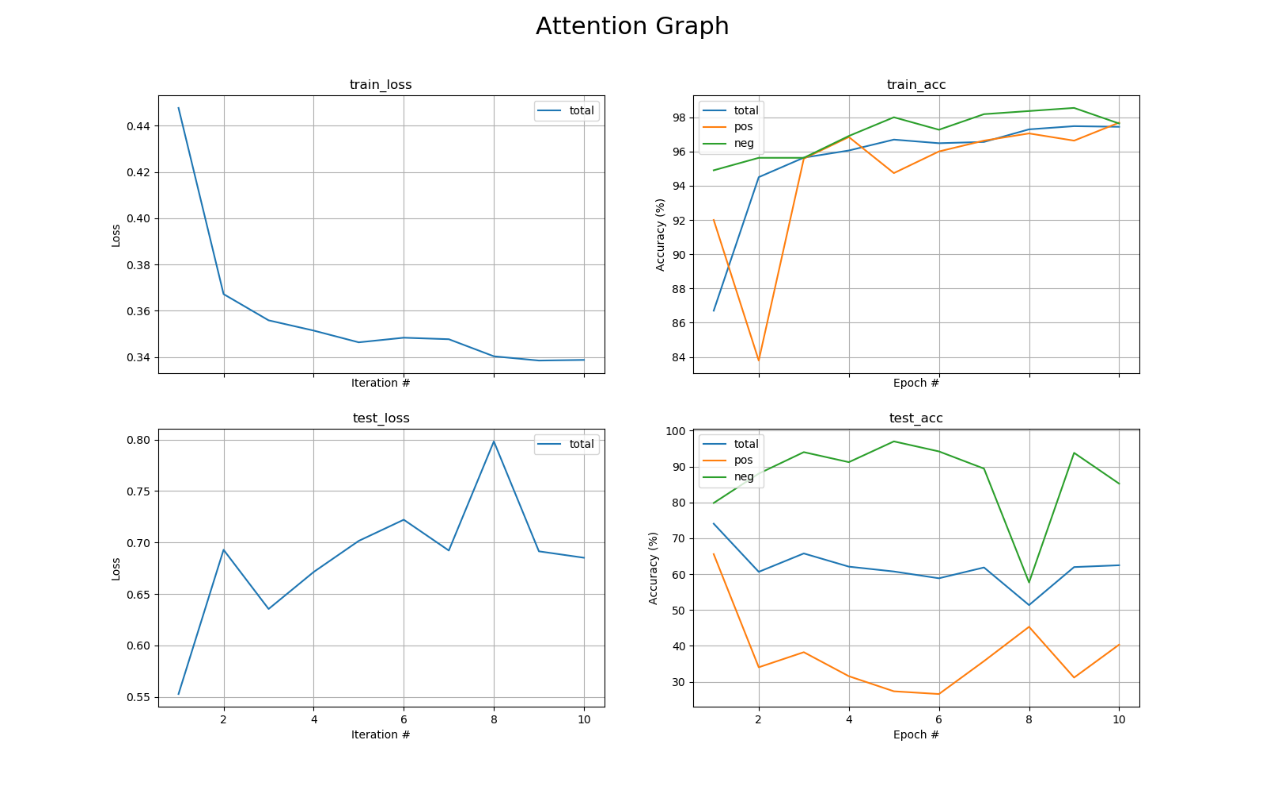 Attention Graph
train_loss
total
0.44
0.42
0.40
0.38
0.36
0.34
Loss
Iteration #
train_acc
total
pos
neg
98
96
94
92
90
88
86
84
Accuracy (%)
Epoch #
test_loss
total
0.80
0.75
0.70
0.65
0.60
0.55
Loss
2 4 6 8 10
Iteration #
test_acc
total
pos
neg
100
90
80
70
60
50
40
30
Accuracy (%)
2 4 6 8 10
Epoch #